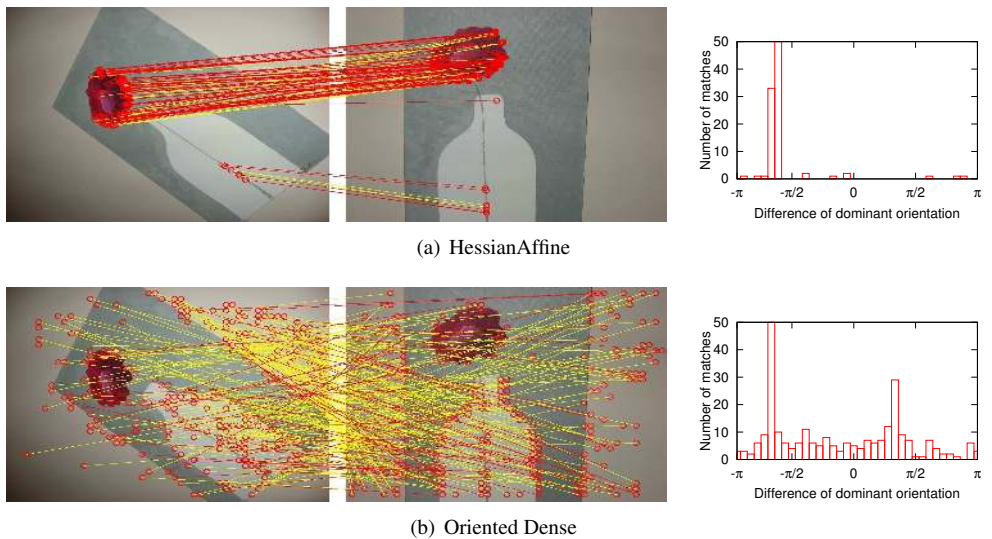 50
40
30
20
10
0
Number of matches
-π -π/2 0 π/2 π
Difference of dominant orientation
(a) HessianAffine
50
40
30
20
10
0
Number of matches
-π -π/2 0 π/2 π
Difference of dominant orientation
(b) Oriented Dense